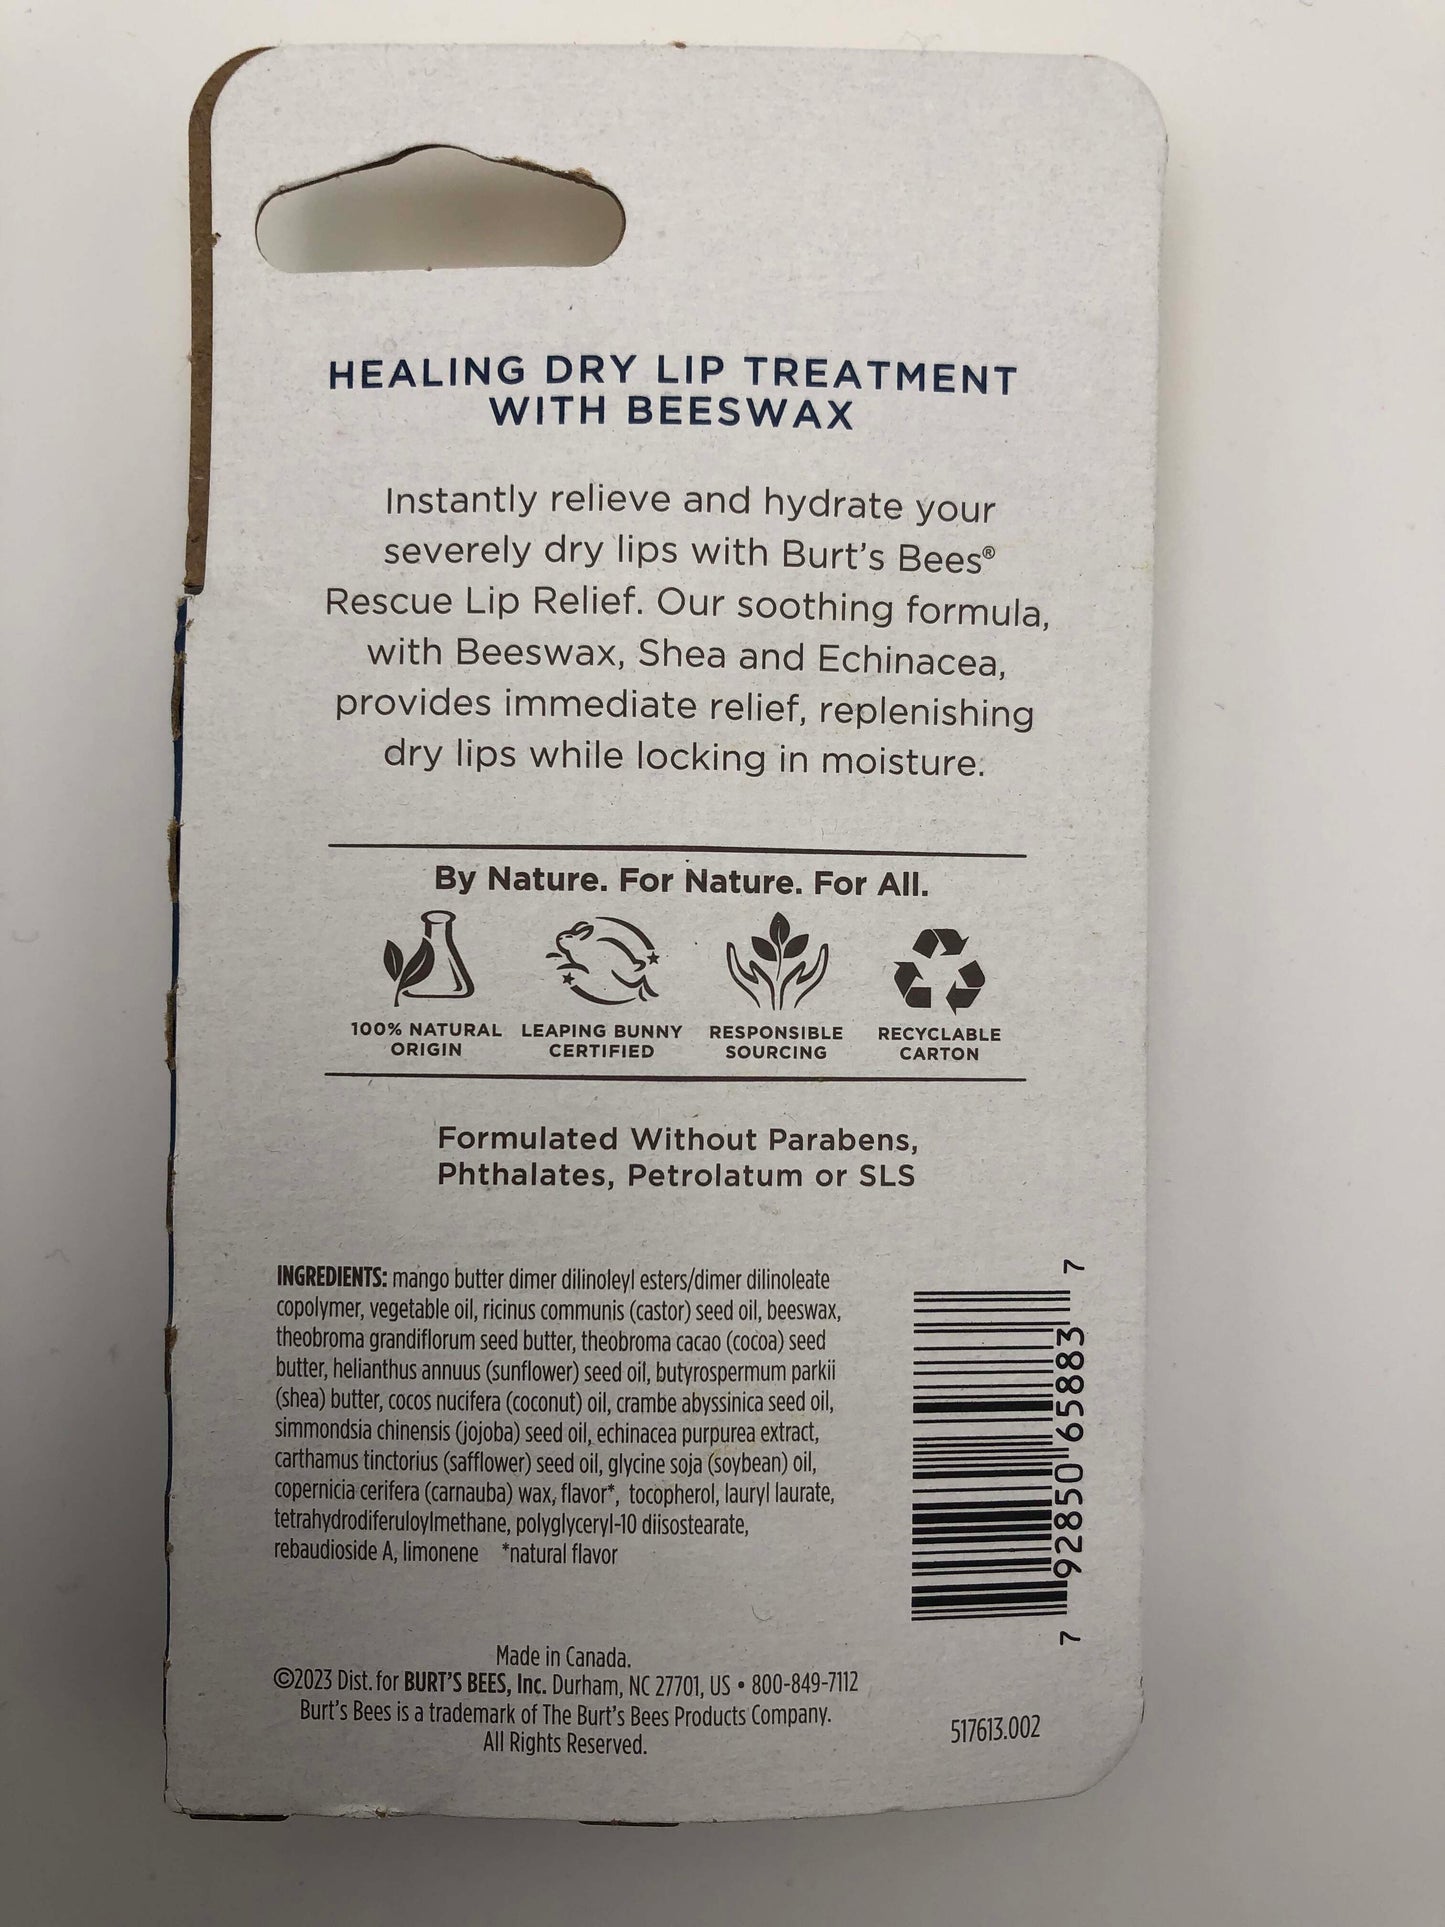 HEALING DRY LIP TREATMENT
WITH BEESWAX
Instantly relieve and hydrate your
severely dry lips with Burt's Bees®
Rescue Lip Relief. Our soothing formula,
with Beeswax, Shea and Echinacea,
provides immediate relief, replenishing
dry lips while locking in moisture.
By Nature. For Nature. For All.
100% NATURAL
ORIGIN
LEAPING BUNNY
CERTIFIED
RESPONSIBLE
SOURCING
RECYCLABLE
CARTON
Formulated Without Parabens,
Phthalates, Petrolatum or SLS
INGREDIENTS: mango butter dimer dilinoleyl esters/dimer dilinoleate
copolymer, vegetable oil, ricinus communis (castor) seed oil, beeswax,
theobroma grandiflorum seed butter, theobroma cacao (cocoa) seed
butter, helianthus annuus (sunflower) seed oil, butyrospermum parkii
(shea) butter, cocos nucifera (coconut) oil, crambe abyssinica seed oil,
simmondsia chinensis (jojoba) seed oil, echinacea purpurea extract,
carthamus tinctorius (safflower) seed oil, glycine soja (soybean) oil,
copernicia cerifera (carnauba) wax, flavor*, tocopherol, lauryl laurate,
tetrahydrodiferuloylmethane, polyglyceryl-10 diisostearate,
rebaudioside A, limonene *natural flavor
7 92850 65883 7
Made in Canada.
©2023 Dist. for BURT'S BEES, Inc. Durham, NC 27701, US • 800-849-7112
Burt's Bees is a trademark of The Burt's Bees Products Company.
All Rights Reserved.
517613.002